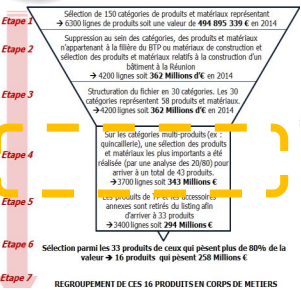 Etape 1
Sélection de 150 catégories de produits et matériaux représentant
→ 6300 lignes de produits soit une valeur de 494 895 339 € en 2014
Etape 2
Suppression au sein des catégories, des produits et matériaux
n'appartenant à la filière du BTP ou matériaux de construction et
sélection des produits et matériaux relatifs à la construction d'un
bâtiment à la Réunion
→ 4200 lignes soit 362 Millions d'€ en 2014
Etape 3
Structuration du fichier en 30 catégories. Les 30
catégories représentent 58 produits et matériaux.
→4200 lignes soit 362 Millions d'€ en 2014
Etape 4
Sur les catégories multi-produits (ex :
quincaillerie), une sélection des produits
et matériaux les plus importants a été
réalisée (par une analyse des 20/80) pour
arriver à un total de 43 produits.
→3700 lignes soit 343 Millions €
Etape 5
Les produits de TP et les accessoires
annexes sont retirés du listing afin
d'arriver à 33 produits
→3400 lignes soit 294 Millions €
Etape 6
Sélection parmi les 33 produits de ceux qui pèsent plus de 80% de la
valeur → 16 produits qui pèsent 258 Millions €
Etape 7
REGROUPEMENT DE CES 16 PRODUITS EN CORPS DE METIERS